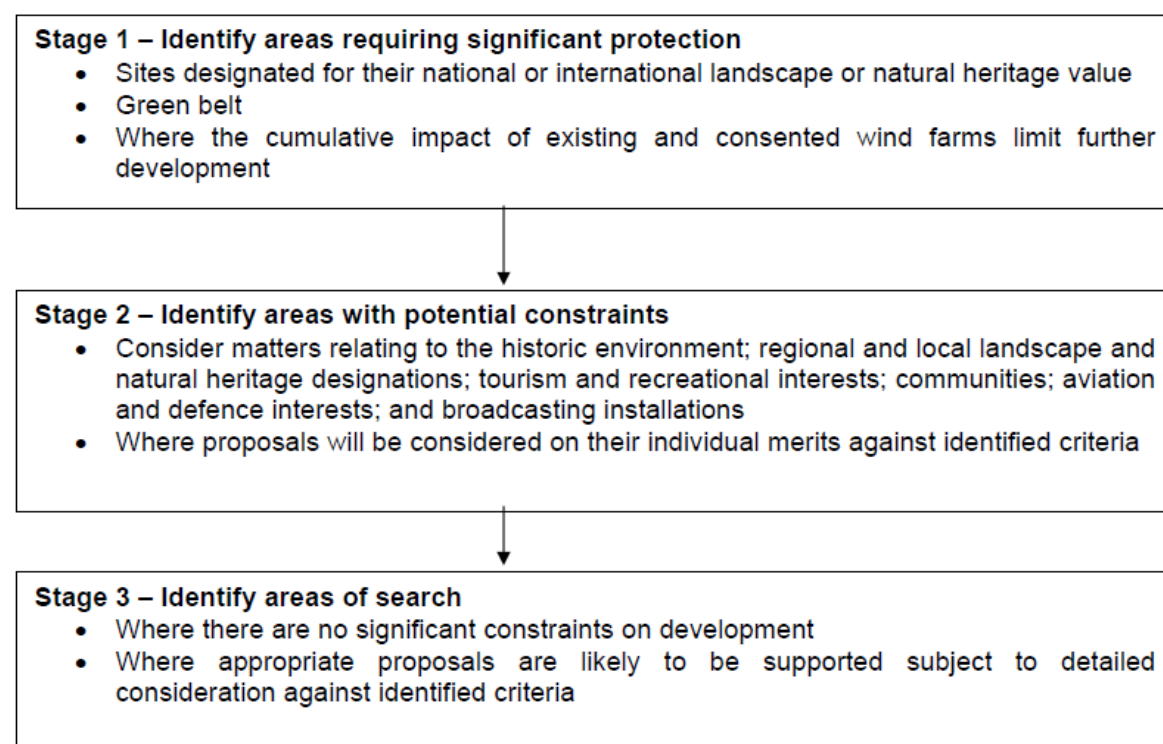 Stage 1 – Identify areas requiring significant protection
• Sites designated for their national or international landscape or natural heritage value
• Green belt
• Where the cumulative impact of existing and consented wind farms limit further
development
Stage 2 – Identify areas with potential constraints
• Consider matters relating to the historic environment; regional and local landscape and
natural heritage designations; tourism and recreational interests; communities; aviation
and defence interests; and broadcasting installations
• Where proposals will be considered on their individual merits against identified criteria
Stage 3 – Identify areas of search
• Where there are no significant constraints on development
• Where appropriate proposals are likely to be supported subject to detailed
consideration against identified criteria